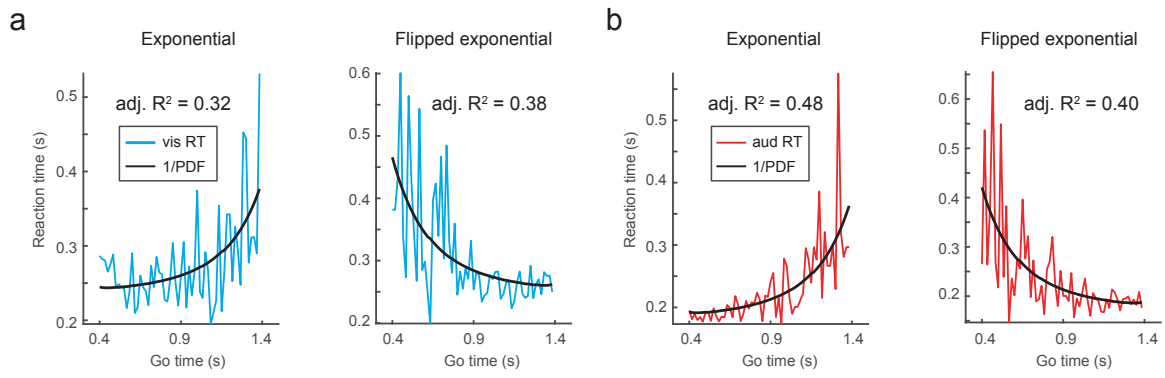 a
Exponential
adj. R² = 0.32
vis RT
1/PDF
Reaction time (s)
0.5
0.4
0.3
0.2
0.4
0.9
1.4
Go time (s)
Flipped exponential
adj. R² = 0.38
0.6
0.5
0.4
0.3
0.2
0.4
0.9
1.4
Go time (s)
b
Exponential
adj. R² = 0.48
aud RT
1/PDF
Reaction time (s)
0.5
0.4
0.3
0.2
0.4
0.9
1.4
Go time (s)
Flipped exponential
adj. R² = 0.40
0.6
0.5
0.4
0.3
0.2
0.4
0.9
1.4
Go time (s)